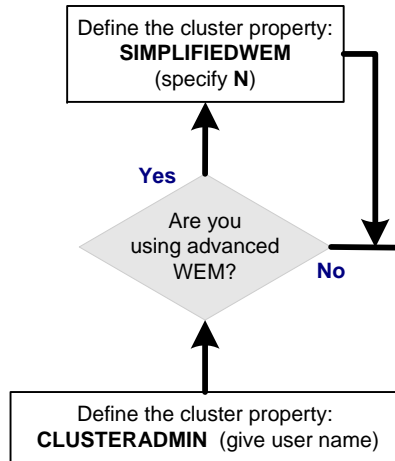 Define the cluster property:
SIMPLIFIEDWEM
(specify N)
Yes
Are you
using advanced
WEM?
No
Define the cluster property:
CLUSTERADMIN (give user name)